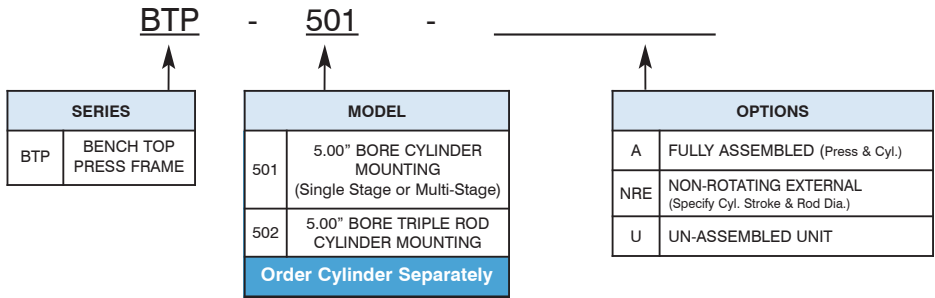 BTP - 501 - 
SERIES
BTP
BENCH TOP
PRESS FRAME
MODEL
501
5.00” BORE CYLINDER
MOUNTING
(Single Stage or Multi-Stage)
502
5.00” BORE TRIPLE ROD
CYLINDER MOUNTING
Order Cylinder Separately
OPTIONS
A
FULLY ASSEMBLED (Press & Cyl.)
NRE
NON-ROTATING EXTERNAL
(Specify Cyl. Stroke & Rod Dia.)
U
UN-ASSEMBLED UNIT